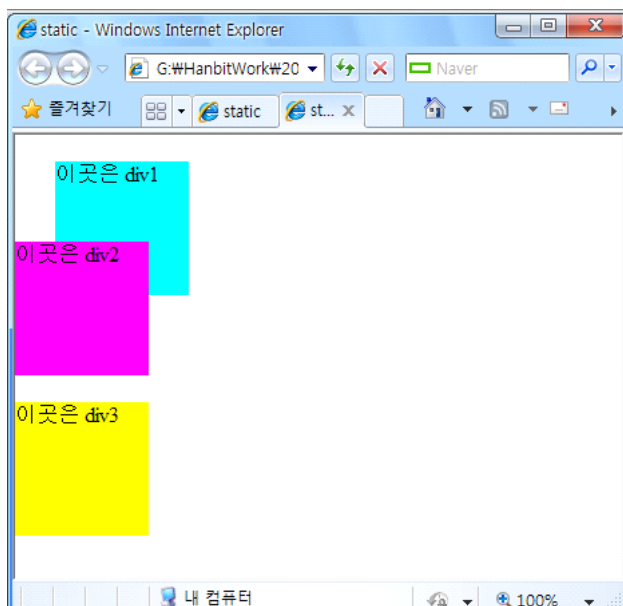 static - Windows Internet Explorer
G:₩HanbitWork₩20
Naver
즐겨찾기
static
st...
이곳은 div1
이곳은 div2
이곳은 div3
내 컴퓨터
100%